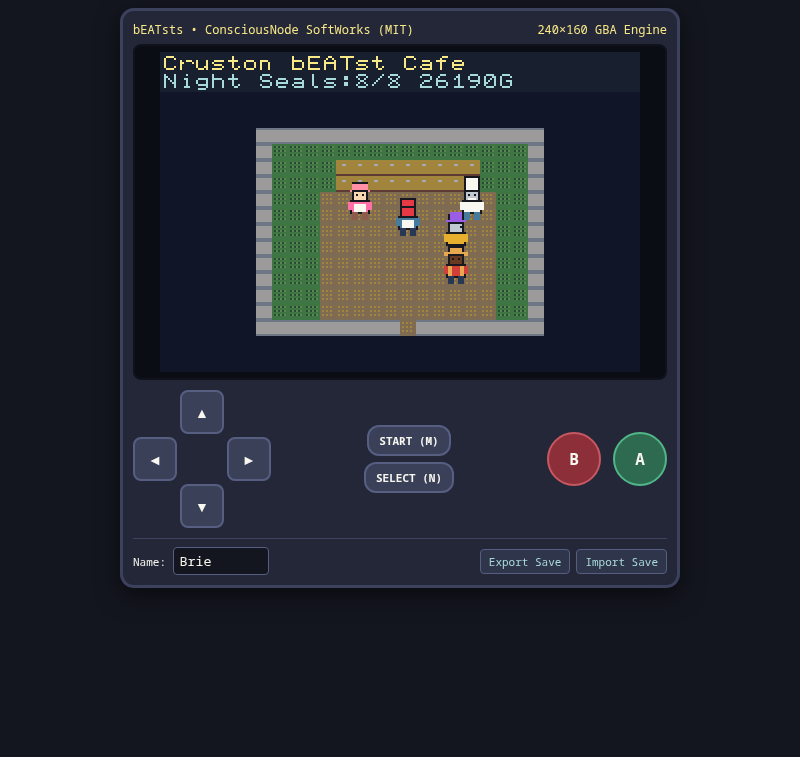 bEATsts • ConsciousNode SoftWorks (MIT)
240×160 GBA Engine
Cruston bEATst Cafe
Night Seals:8/8 26190G
▲
◄
►
▼
START (M)
SELECT (N)
B
A
Name: Brie
Export Save
Import Save